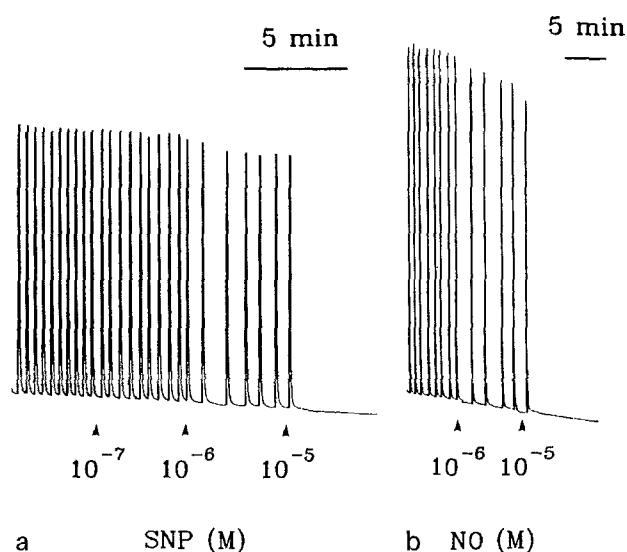 5 min
5 min
10⁻⁷ 10⁻⁶ 10⁻⁵
10⁻⁶ 10⁻⁵
a SNP (M)
b NO (M)